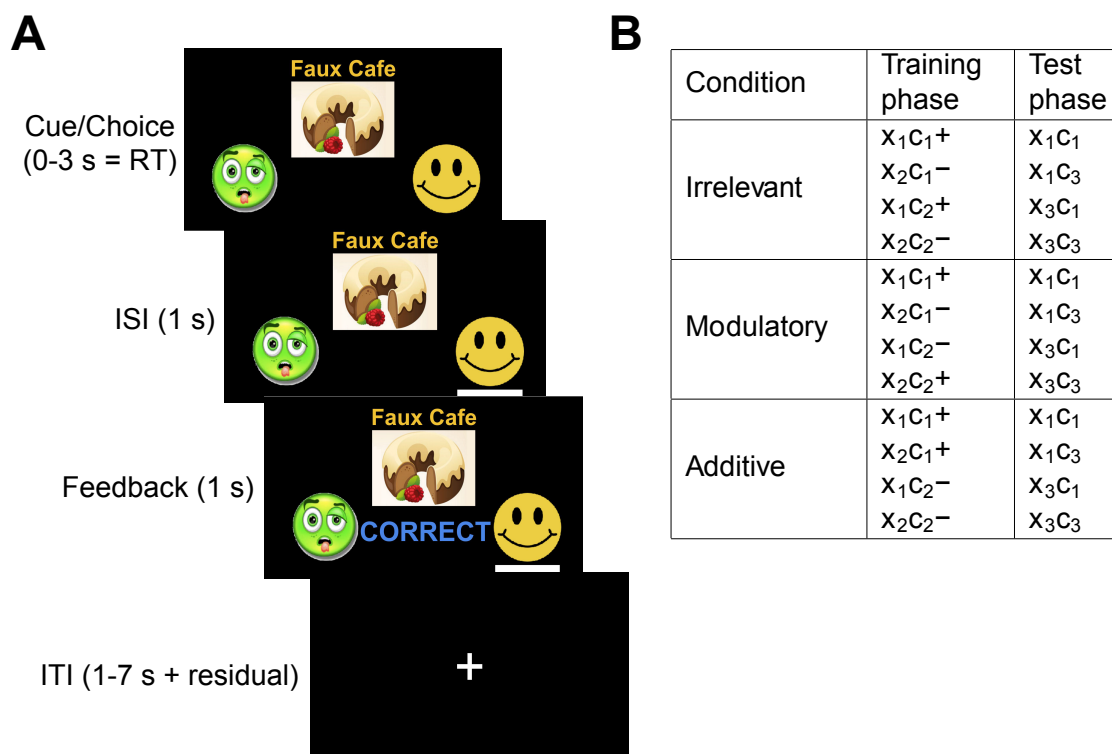 A
Faux Cafe
Cue/Choice
(0-3 s = RT)
Faux Cafe
ISI (1 s)
Faux Cafe
Feedback (1 s)
CORRECT
+
ITI (1-7 s + residual)
B
Condition Training phase Test phase
Irrelevant
x₁c₁+ x₁c₁
x₂c₁− x₁c₃
x₁c₂+ x₃c₁
x₂c₂− x₃c₃
Modulatory
x₁c₁+ x₁c₁
x₂c₁− x₁c₃
x₁c₂− x₃c₁
x₂c₂+ x₃c₃
Additive
x₁c₁+ x₁c₁
x₂c₁+ x₁c₃
x₁c₂− x₃c₁
x₂c₂− x₃c₃